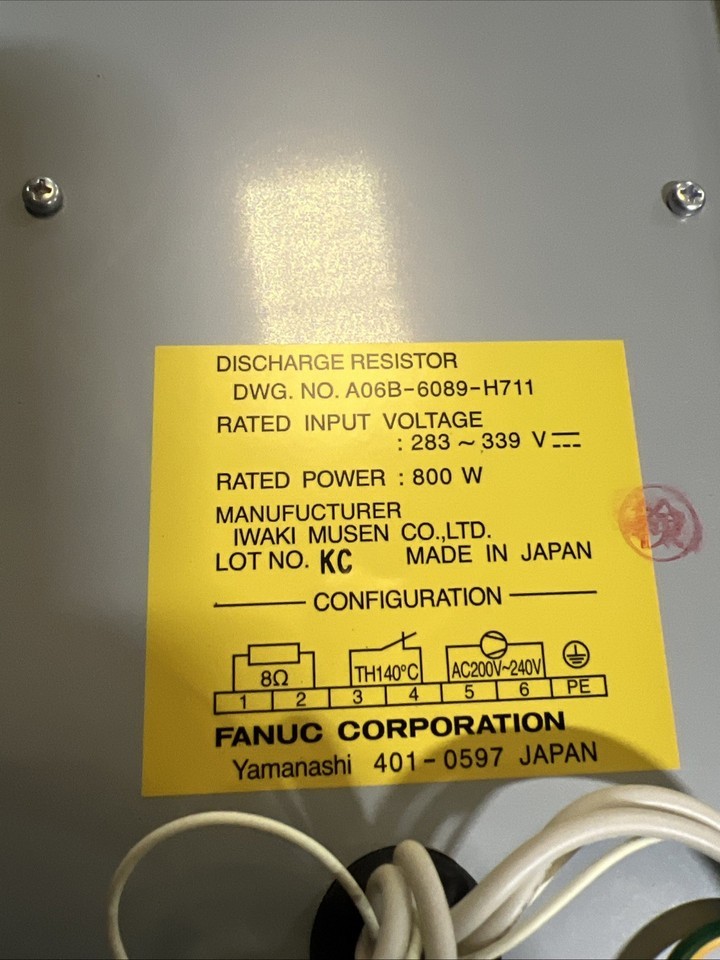 DISCHARGE RESISTOR
DWG. NO. A06B-6089-H711
RATED INPUT VOLTAGE
: 283 ~ 339 V
RATED POWER : 800 W
MANUFUCTURER
IWAKI MUSEN CO.,LTD.
LOT NO. KC MADE IN JAPAN
CONFIGURATION
8Ω TH140°C AC200V~240V
1 2 3 4 5 6 PE
FANUC CORPORATION
Yamanashi 401-0597 JAPAN